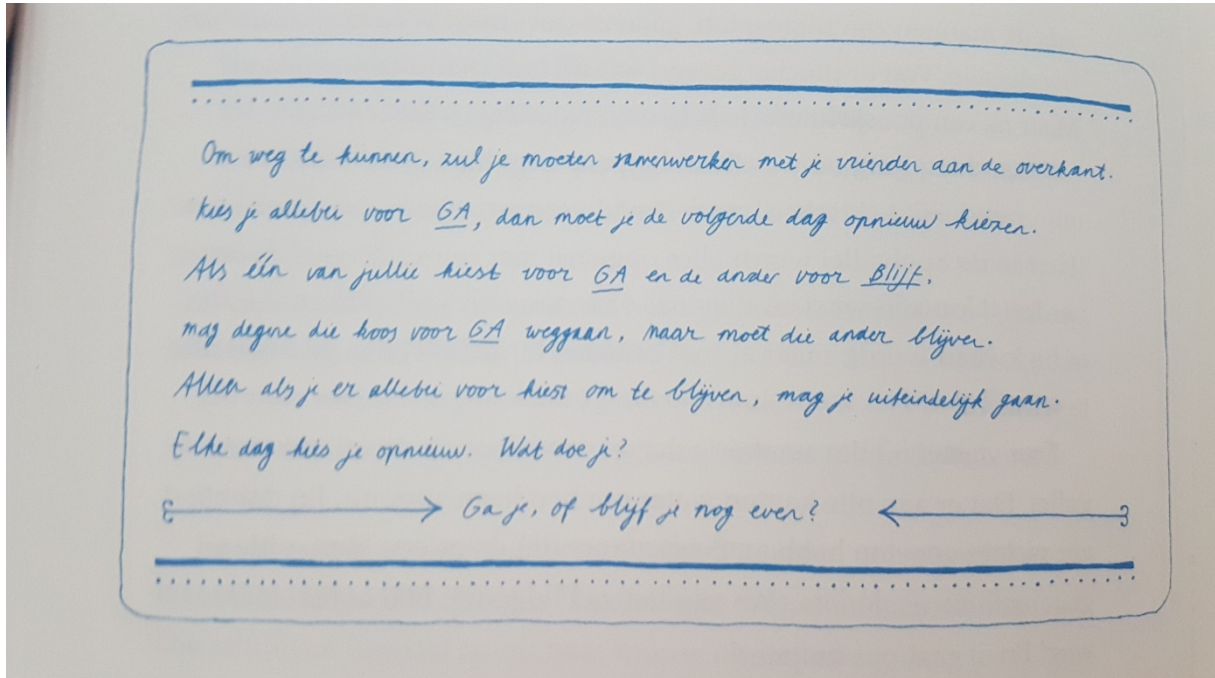 Om weg te kunnen, zul je moeten samenwerken met je vrienden aan de overkant.
Kies je allebei voor GA, dan moet je de volgende dag opnieuw kiezen.
Als één van jullie kiest voor GA en de ander voor Blijf,
mag degene die koos voor GA weggaan, maar moet die ander blijven.
Alleen als je er allebei voor kiest om te blijven, mag je uiteindelijk gaan.
Elke dag kies je opnieuw. Wat doe je?
Ga je, of blijf je nog even?